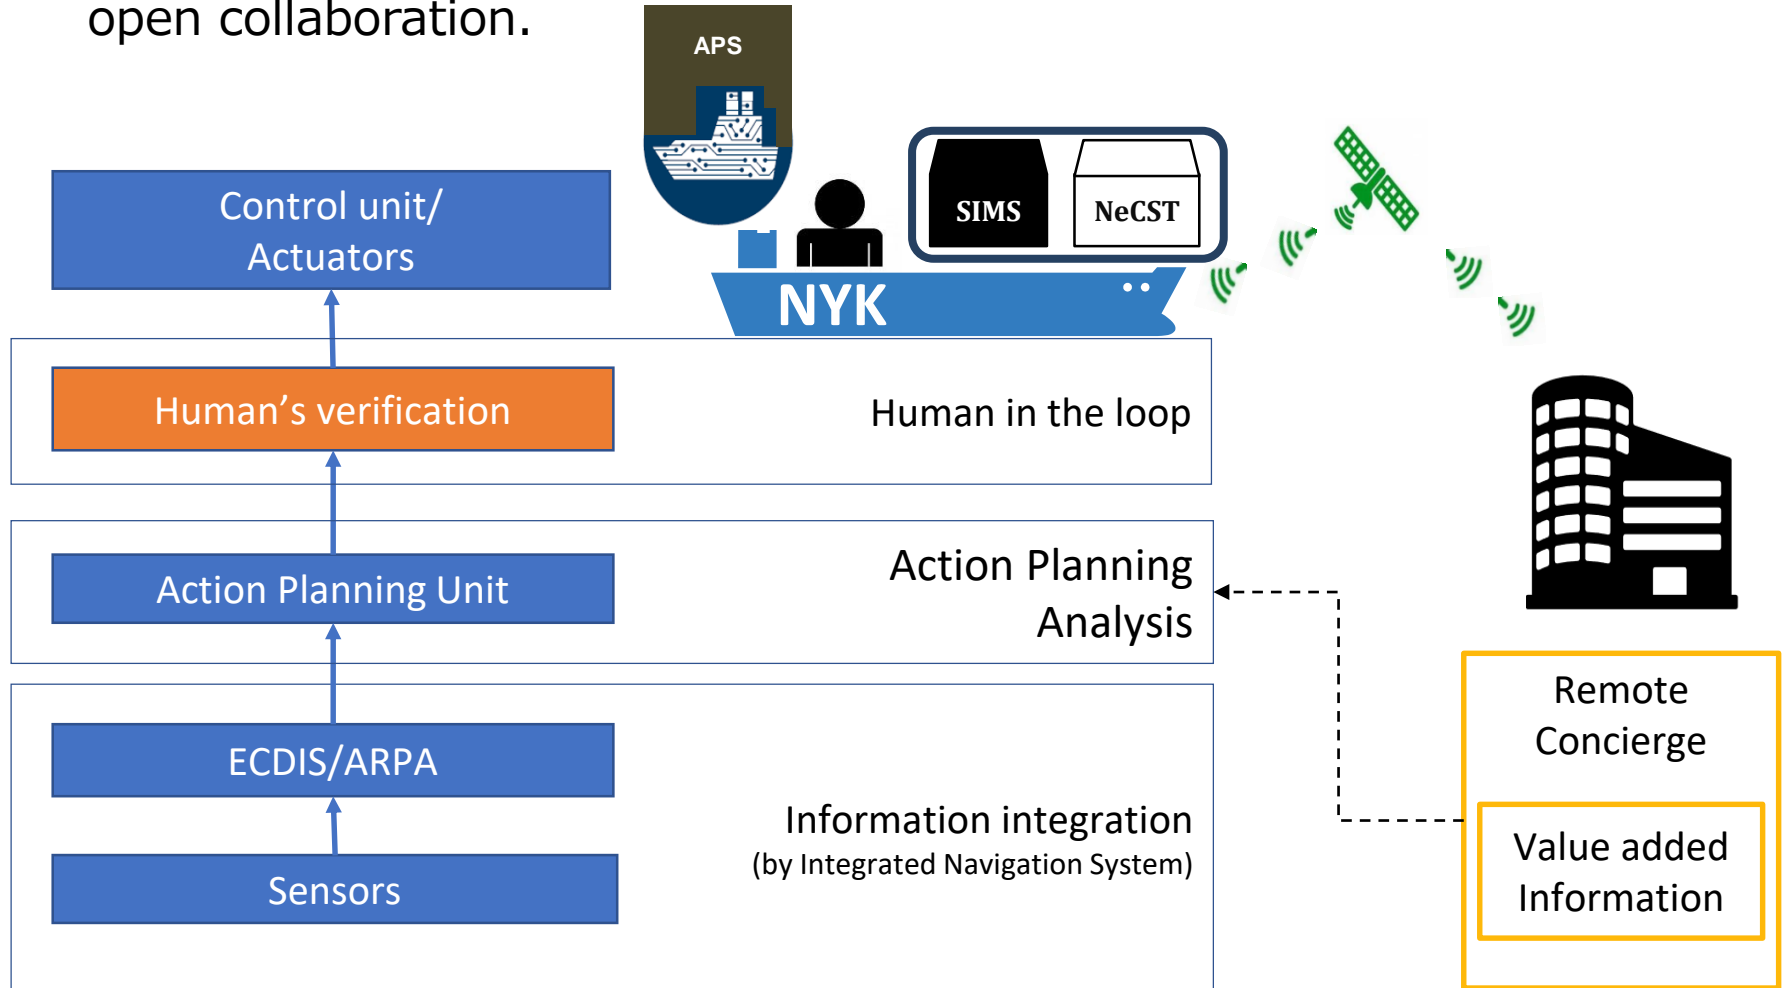 open collaboration.
APS
SIMS
NeCST
NYK
Control unit/
Actuators
Human’s verification
Human in the loop
Action Planning Unit
Action Planning
Analysis
ECDIS/ARPA
Information integration
(by Integrated Navigation System)
Sensors
Remote
Concierge
Value added
Information